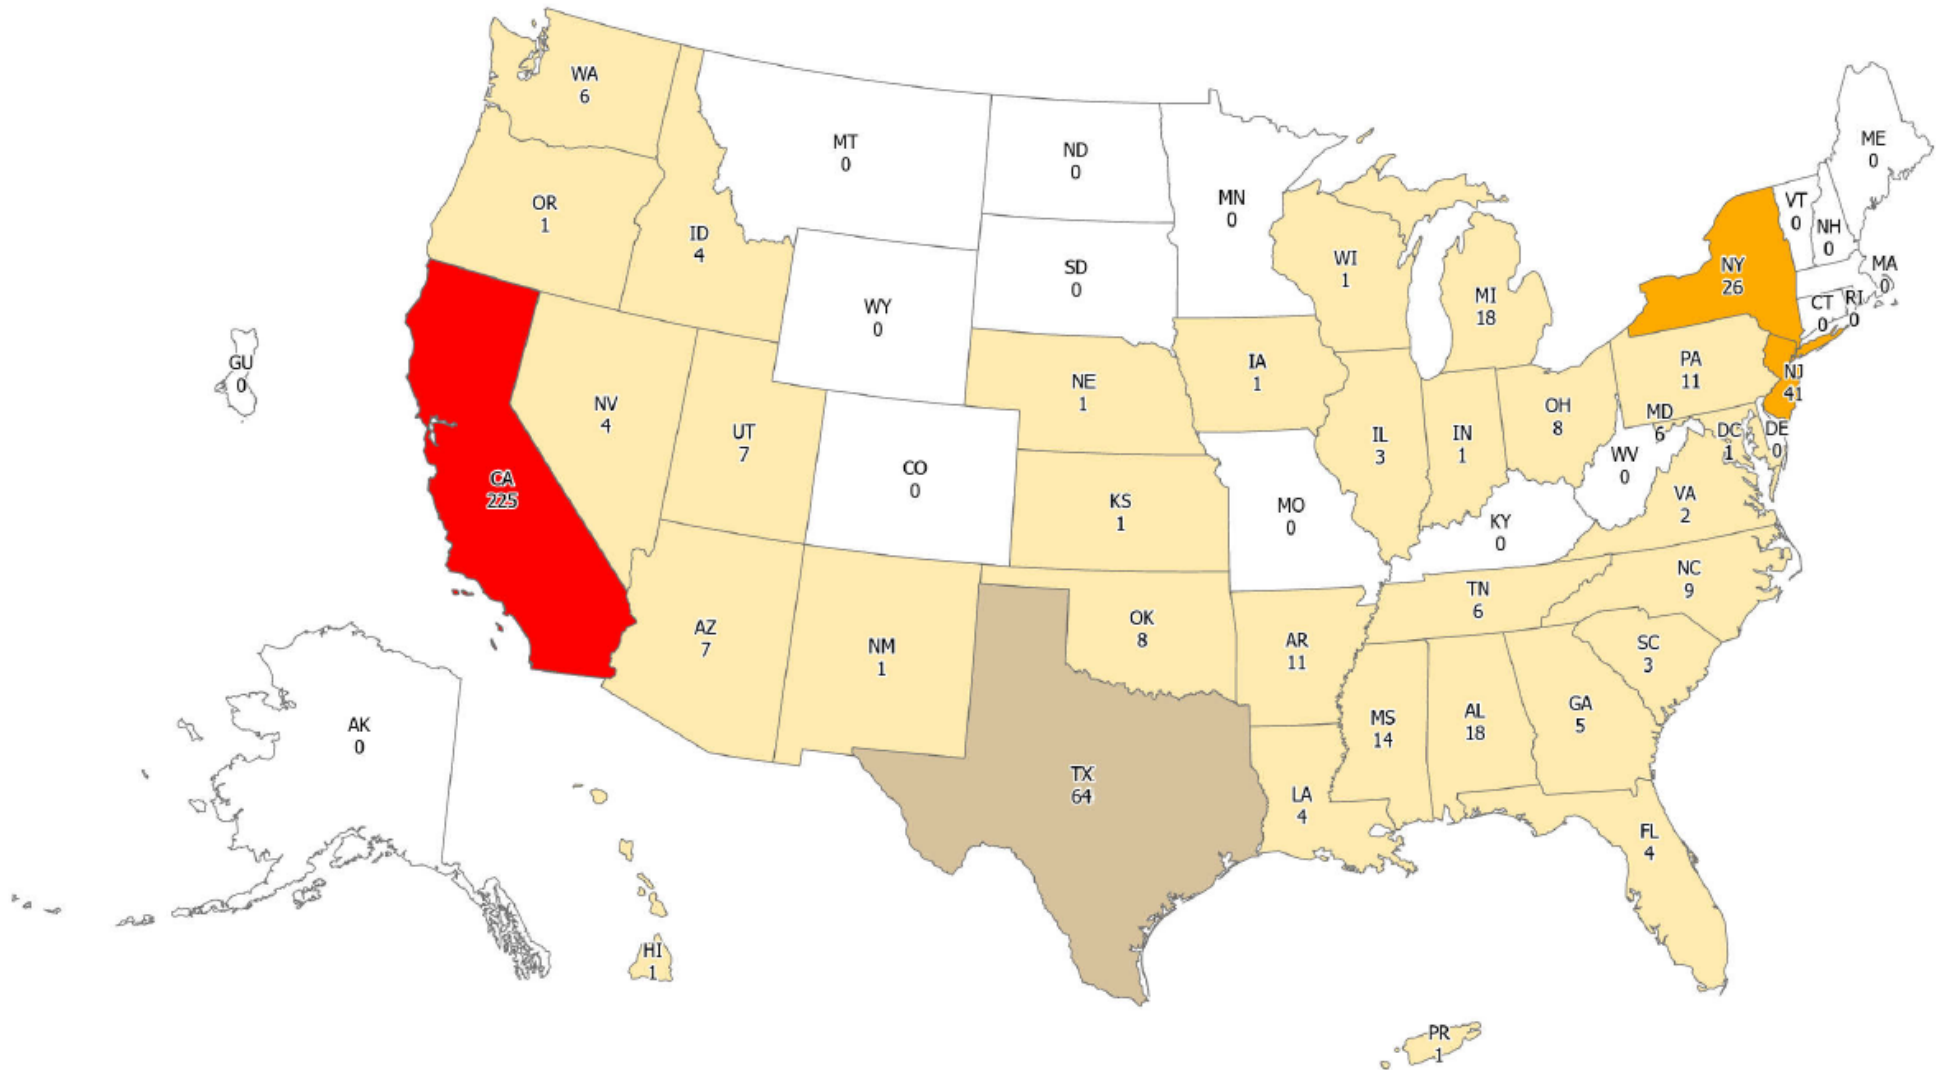 WA
6
MT
0
ND
0
MN
0
ME
0
OR
1
ID
4
VT
0
NH
0
WI
1
NY
26
MA
0
SD
0
WY
0
MI
18
CT
0
RI
0
GU
0
IA
1
PA
11
NJ
41
NE
1
NV
4
OH
8
MD
6
DC
1
DE
0
UT
7
IL
3
IN
1
WV
0
CO
0
CA
225
KS
1
MO
0
KY
0
VA
2
NC
9
TN
6
AZ
7
NM
1
OK
8
AR
11
SC
3
AK
0
MS
14
AL
18
GA
5
TX
64
LA
4
FL
4
HI
1
PR
1